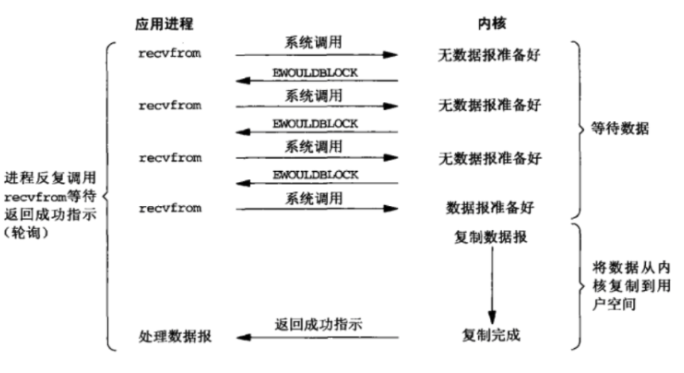 应用进程
内核
recvfrom
系统调用
无数据报准备好
EWOULDBLOCK
recvfrom
系统调用
无数据报准备好
EWOULDBLOCK
recvfrom
系统调用
无数据报准备好
EWOULDBLOCK
recvfrom
系统调用
数据报准备好
等待数据
进程反复调用
recvfrom等待
返回成功指示
(轮询)
复制数据报
将数据从内
核复制到用
户空间
处理数据报
返回成功指示
复制完成